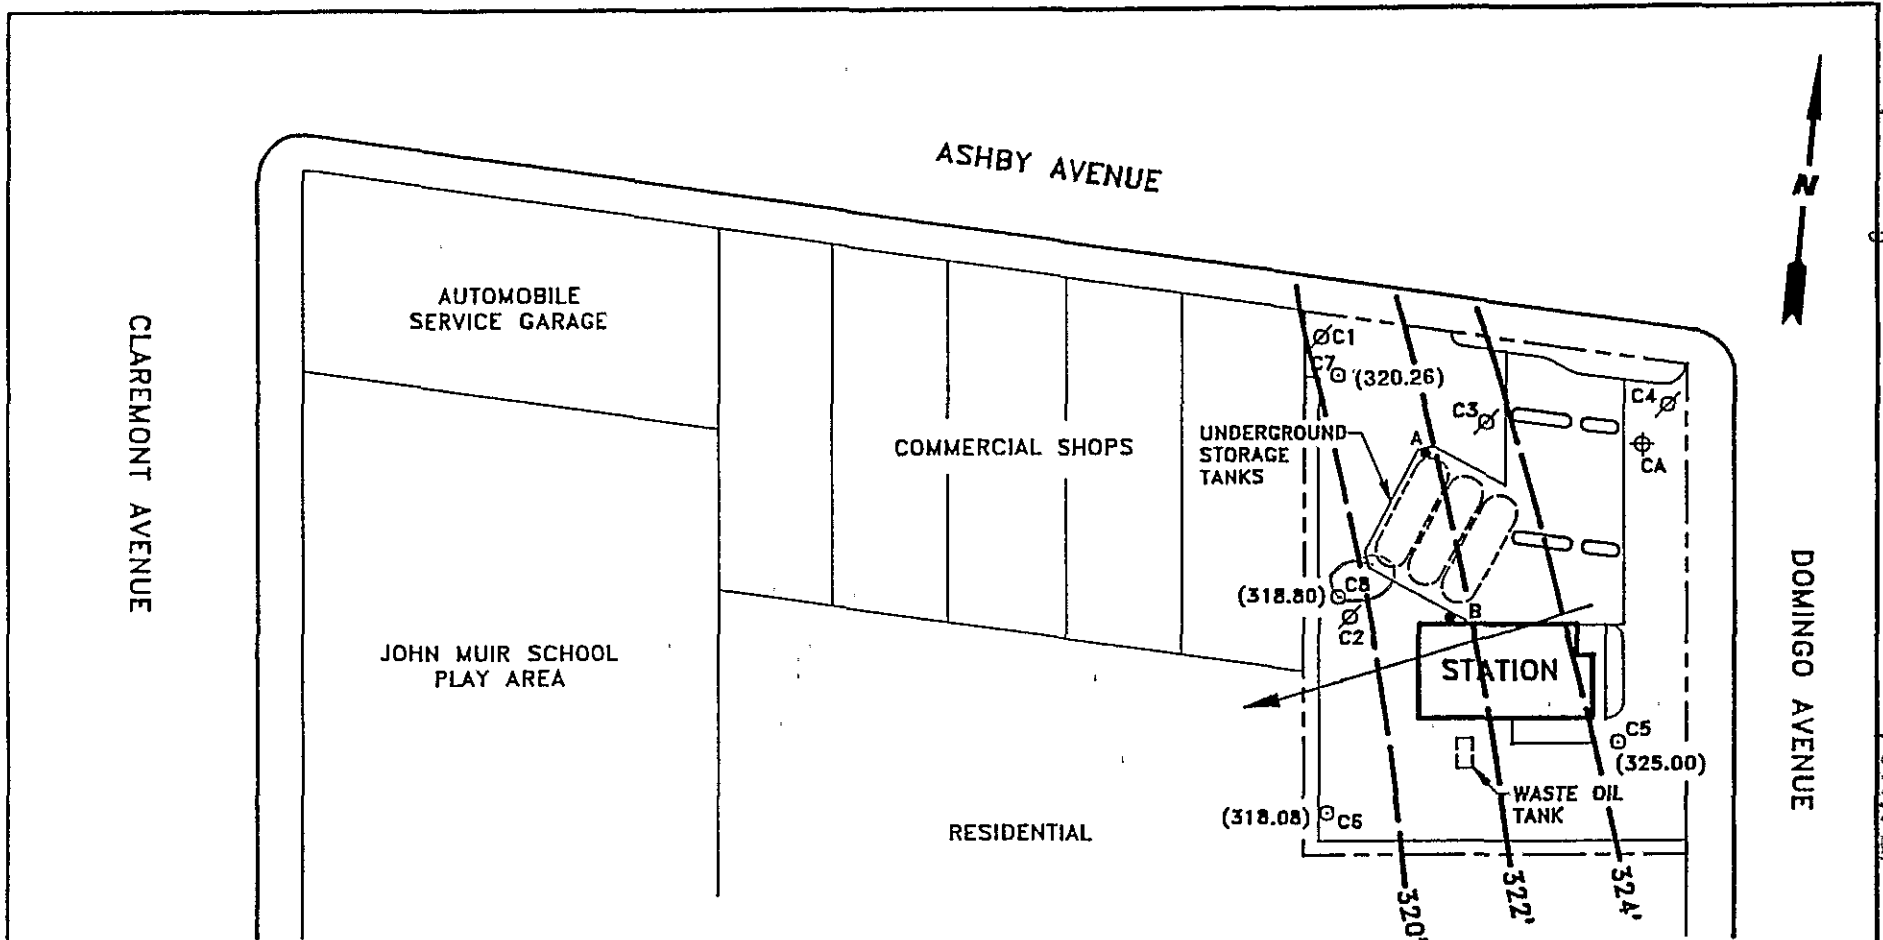 ASHBY AVENUE
N
AUTOMOBILE
SERVICE GARAGE
CLAREMONT AVENUE
C1
C7
(320.26)
C4
C3
UNDERGROUND
STORAGE
TANKS
A
COMMERCIAL SHOPS
CA
(318.80)
C8
C2
B
DOMINGO AVENUE
JOHN MUIR SCHOOL
PLAY AREA
STATION
C5
(325.00)
WASTE OIL
TANK
(318.08)
C6
RESIDENTIAL
320'
322'
324'